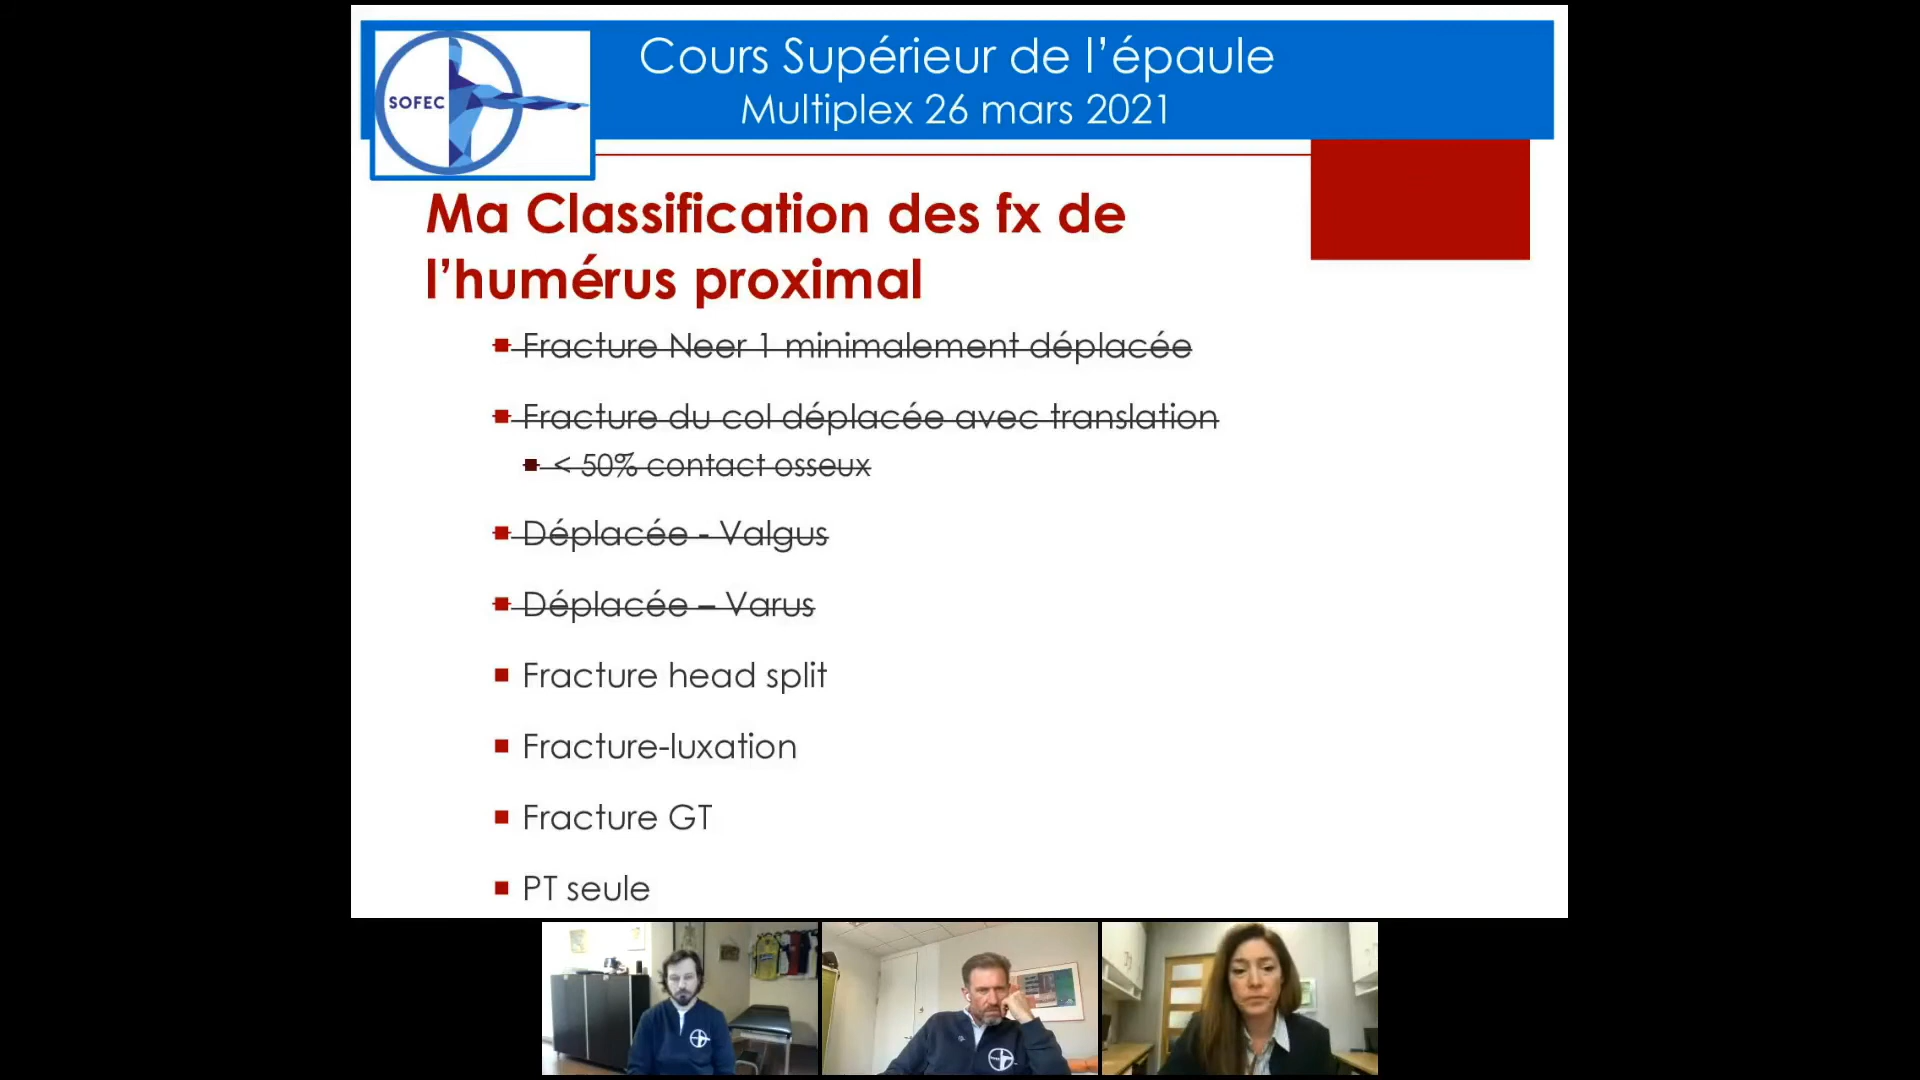 SOFEC
Cours Supérieur de l’épaule
Multiplex 26 mars 2021
Ma Classification des fx de
l’humérus proximal
Fracture Neer 1 minimalement déplacée
Fracture du col déplacée avec translation
< 50% contact osseux
Déplacée - Valgus
Déplacée – Varus
Fracture head split
Fracture-luxation
Fracture GT
PT seule